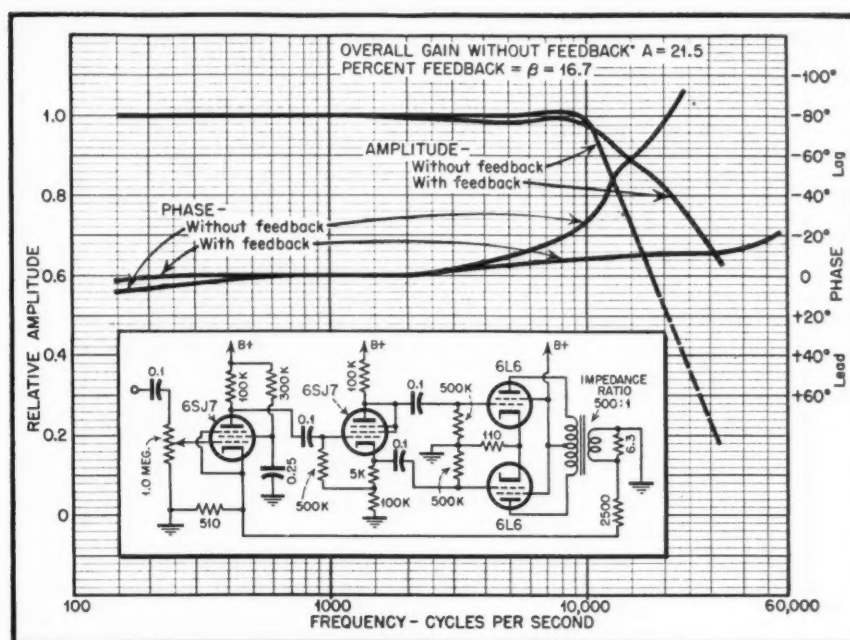 OVERALL GAIN WITHOUT FEEDBACK* A=21.5
PERCENT FEEDBACK = β = 16.7
AMPLITUDE-
Without feedback
With feedback
PHASE-
Without feedback
With feedback
RELATIVE AMPLITUDE
1.0
0.8
0.6
0.4
0.2
0
-100°
-80°
-60°
-40°
-20°
0
+20°
+40°
+60°
Lag
PHASE
Lead
B+
B+
B+
0.1
100K
300K
6SJ7
1.0 MEG.
510
0.25
0.1
500K
100K
6SJ7
5K
100K
0.1
0.1
500K
500K
110
6L6
6L6
IMPEDANCE
RATIO
500:1
6.3
2500
100
1000
10,000
60,000
FREQUENCY - CYCLES PER SECOND